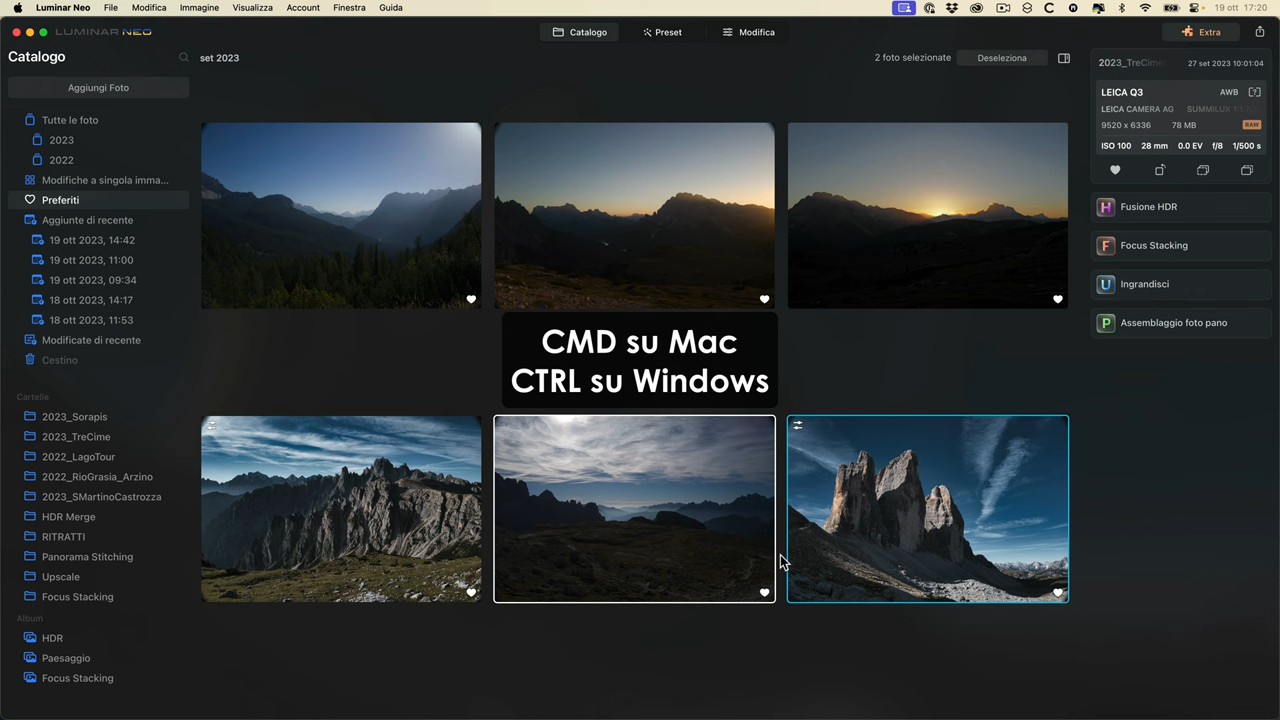 Luminar Neo File Modifica Immagine Visualizza Account Finestra Guida 19 ott 17:20
LUMINAR NEO
Catalogo Preset Modifica
Extra
Catalogo
set 2023
2 foto selezionate
Deseleziona
Aggiungi Foto
Tutte le foto
2023
2022
Modifiche a singola imma...
Preferiti
Aggiunte di recente
19 ott 2023, 14:42
19 ott 2023, 11:00
19 ott 2023, 09:34
18 ott 2023, 14:17
18 ott 2023, 11:53
Modificate di recente
Cestino
Cartelle
2023_Sorapis
2023_TreCime
2022_LagoTour
2022_RioGrasia_Arzino
2023_SMartinoCastrozza
HDR Merge
RITRATTI
Panorama Stitching
Upscale
Focus Stacking
Album
HDR
Paesaggio
Focus Stacking
CMD su Mac
CTRL su Windows
2023_TreCime 27 set 2023 10:01:04
LEICA Q3 AWB
LEICA CAMERA AG SUMMILUX
9520 x 6336 78 MB RAW
ISO 100 28 mm 0.0 EV f/8 1/500 s
H Fusione HDR
F Focus Stacking
U Ingrandisci
P Assemblaggio foto pano